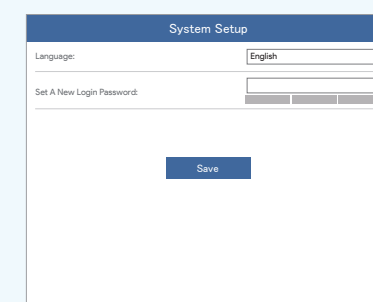 System Setup
Language:
English
Set A New Login Password:
Save